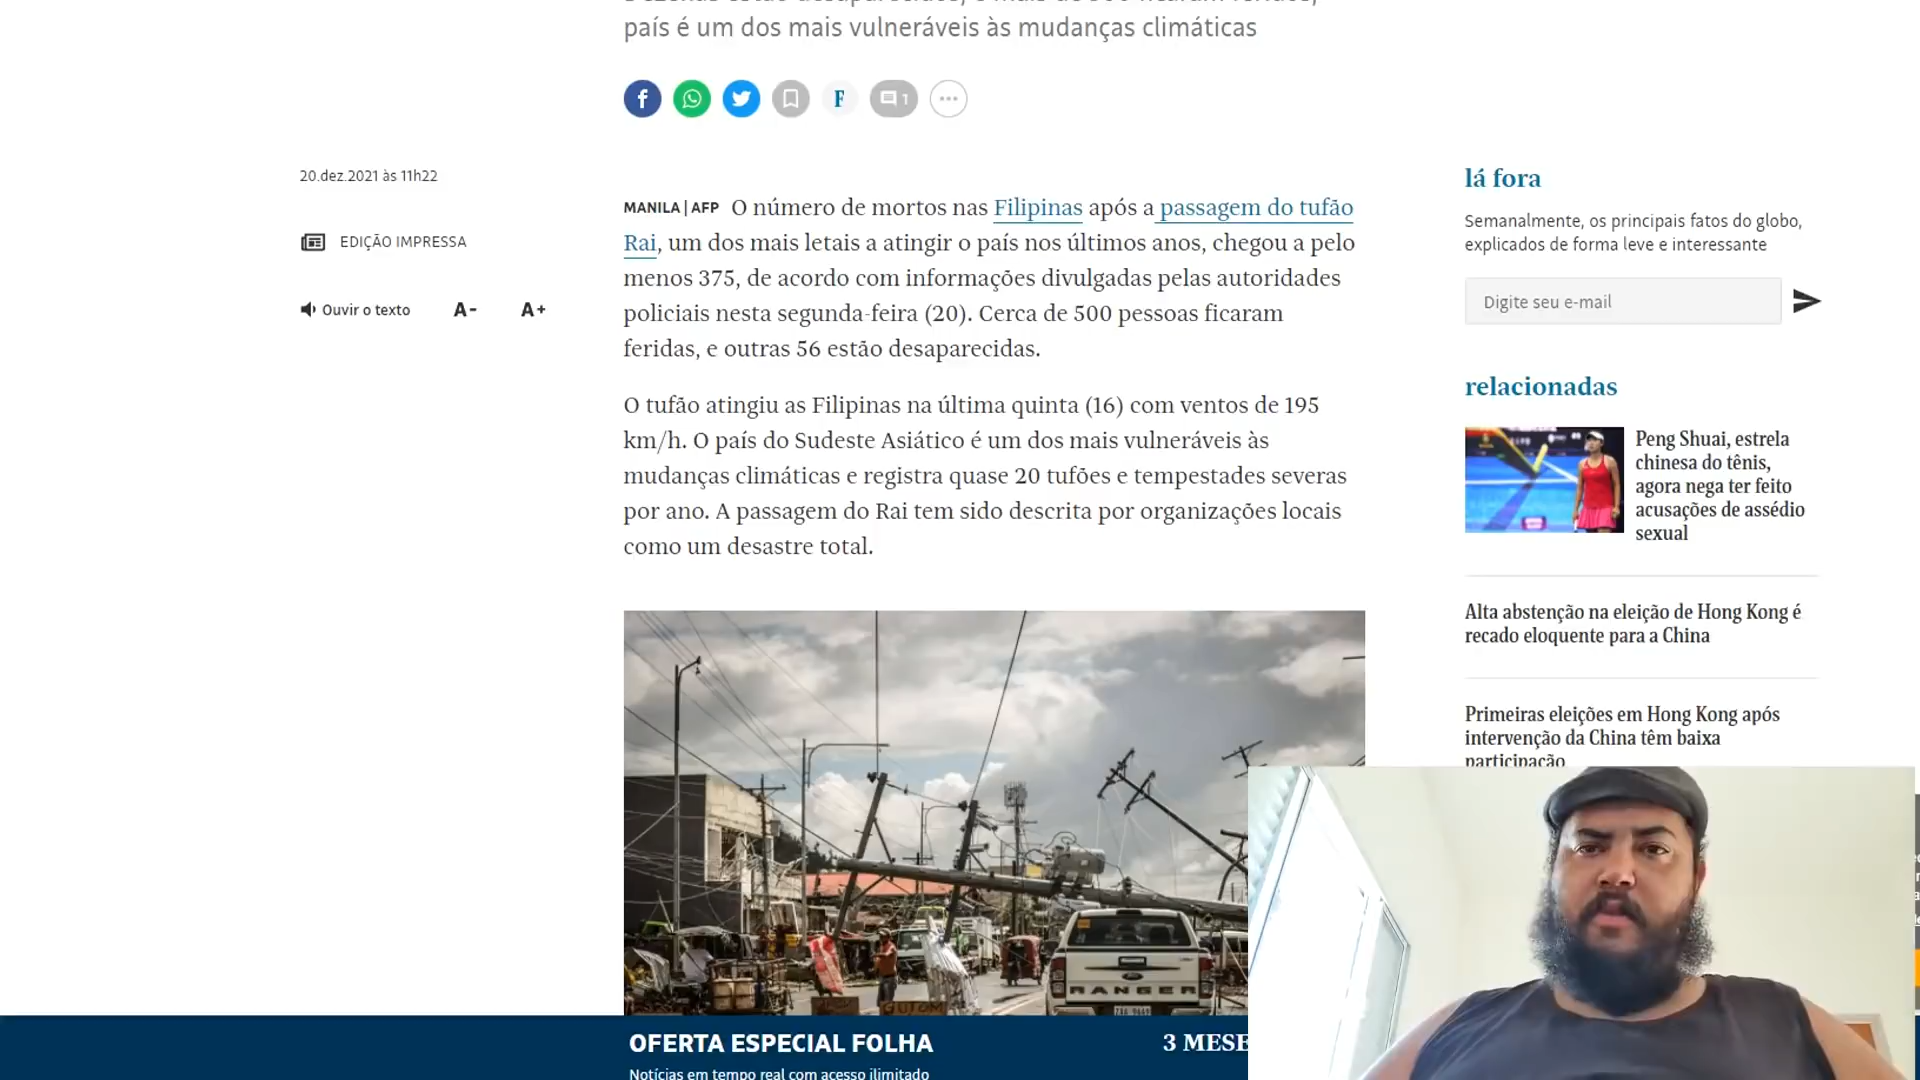 país é um dos mais vulneráveis às mudanças climáticas
f
F
1
20.dez.2021 às 11h22
EDIÇÃO IMPRESSA
Ouvir o texto A- A+
MANILA | AFP O número de mortos nas Filipinas após a passagem do tufão
Rai, um dos mais letais a atingir o país nos últimos anos, chegou a pelo
menos 375, de acordo com informações divulgadas pelas autoridades
policiais nesta segunda-feira (20). Cerca de 500 pessoas ficaram
feridas, e outras 56 estão desaparecidas.
O tufão atingiu as Filipinas na última quinta (16) com ventos de 195
km/h. O país do Sudeste Asiático é um dos mais vulneráveis às
mudanças climáticas e registra quase 20 tufões e tempestades severas
por ano. A passagem do Rai tem sido descrita por organizações locais
como um desastre total.
RANGER
lá fora
Semanalmente, os principais fatos do globo,
explicados de forma leve e interessante
Digite seu e-mail
relacionadas
Peng Shuai, estrela
chinesa do tênis,
agora nega ter feito
acusações de assédio
sexual
Alta abstenção na eleição de Hong Kong é
recado eloquente para a China
Primeiras eleições em Hong Kong após
intervenção da China têm baixa
participação
OFERTA ESPECIAL FOLHA
3 MESE
Notícias em tempo real com acesso ilimitado